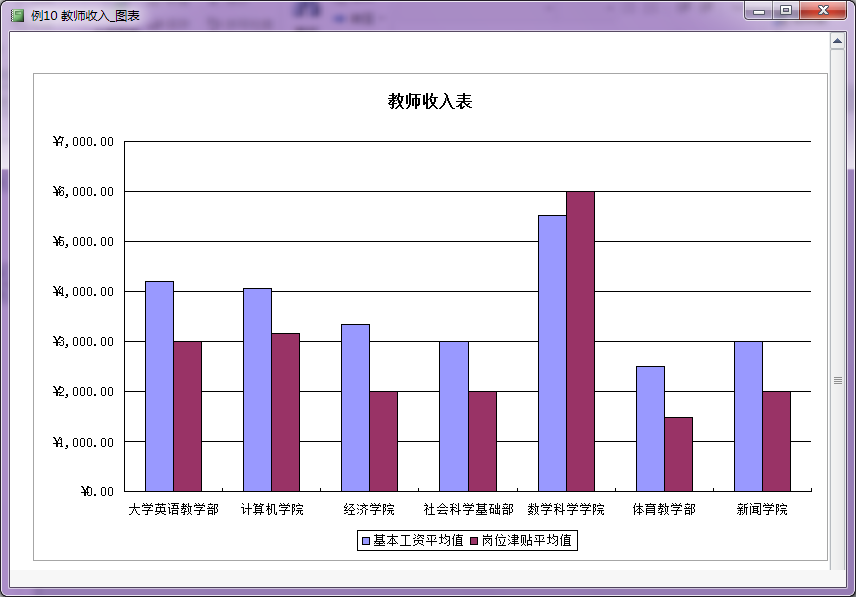 例10 教师收入_图表
教师收入表
¥7,000.00
¥6,000.00
¥5,000.00
¥4,000.00
¥3,000.00
¥2,000.00
¥1,000.00
¥0.00
大学英语教学部 计算机学院 经济学院 社会科学基础部 数学科学学院 体育教学部 新闻学院
基本工资平均值 岗位津贴平均值